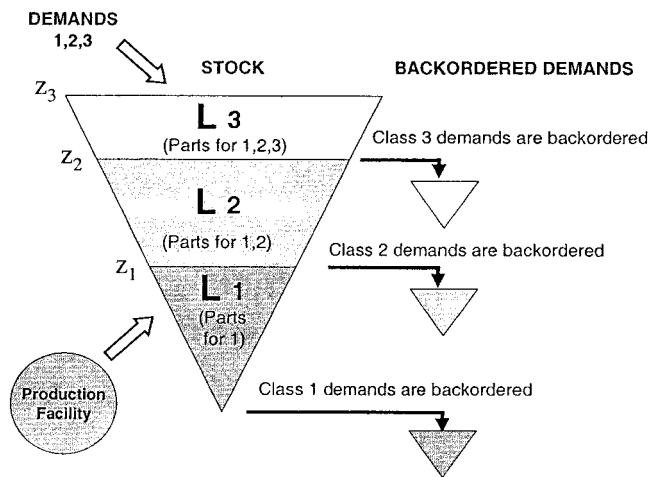 DEMANDS
1,2,3
STOCK
BACKORDERED DEMANDS
z3
L 3
(Parts for 1,2,3)
Class 3 demands are backordered
z2
L 2
(Parts for 1,2)
Class 2 demands are backordered
z1
L 1
(Parts
for 1)
Production
Facility
Class 1 demands are backordered